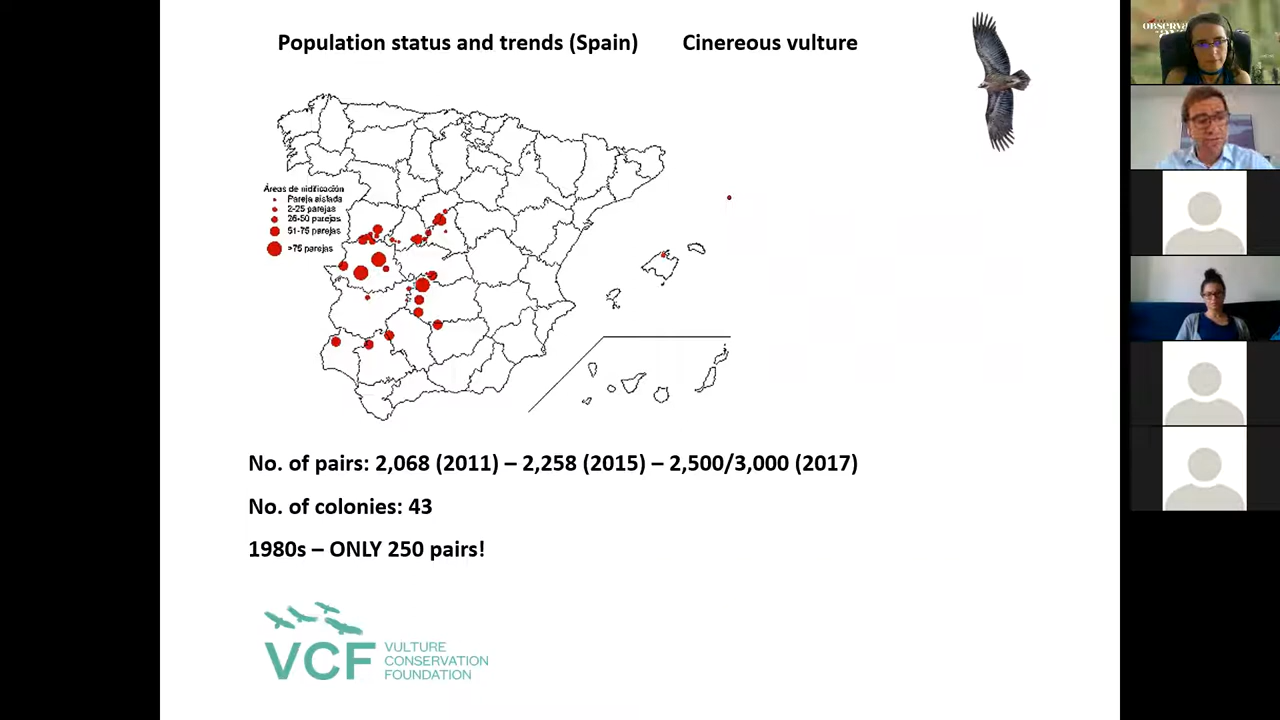 Population status and trends (Spain) Cinereous vulture
Áreas de nidificación
Pareja aislada
2-25 parejas
26-50 parejas
51-75 parejas
>75 parejas
No. of pairs: 2,068 (2011) – 2,258 (2015) – 2,500/3,000 (2017)
No. of colonies: 43
1980s – ONLY 250 pairs!
VCF
VULTURE
CONSERVATION
FOUNDATION